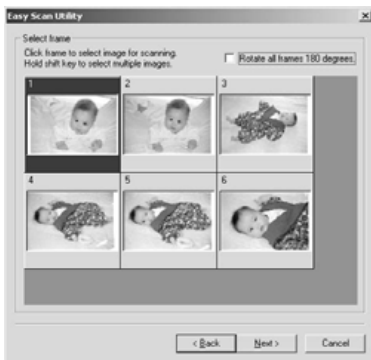 Easy Scan Utility
Select frame
Click frame to select image for scanning.
Hold shift key to select multiple images.
Rotate all frames 180 degrees.
1 2 3
4 5 6
< Back Next > Cancel